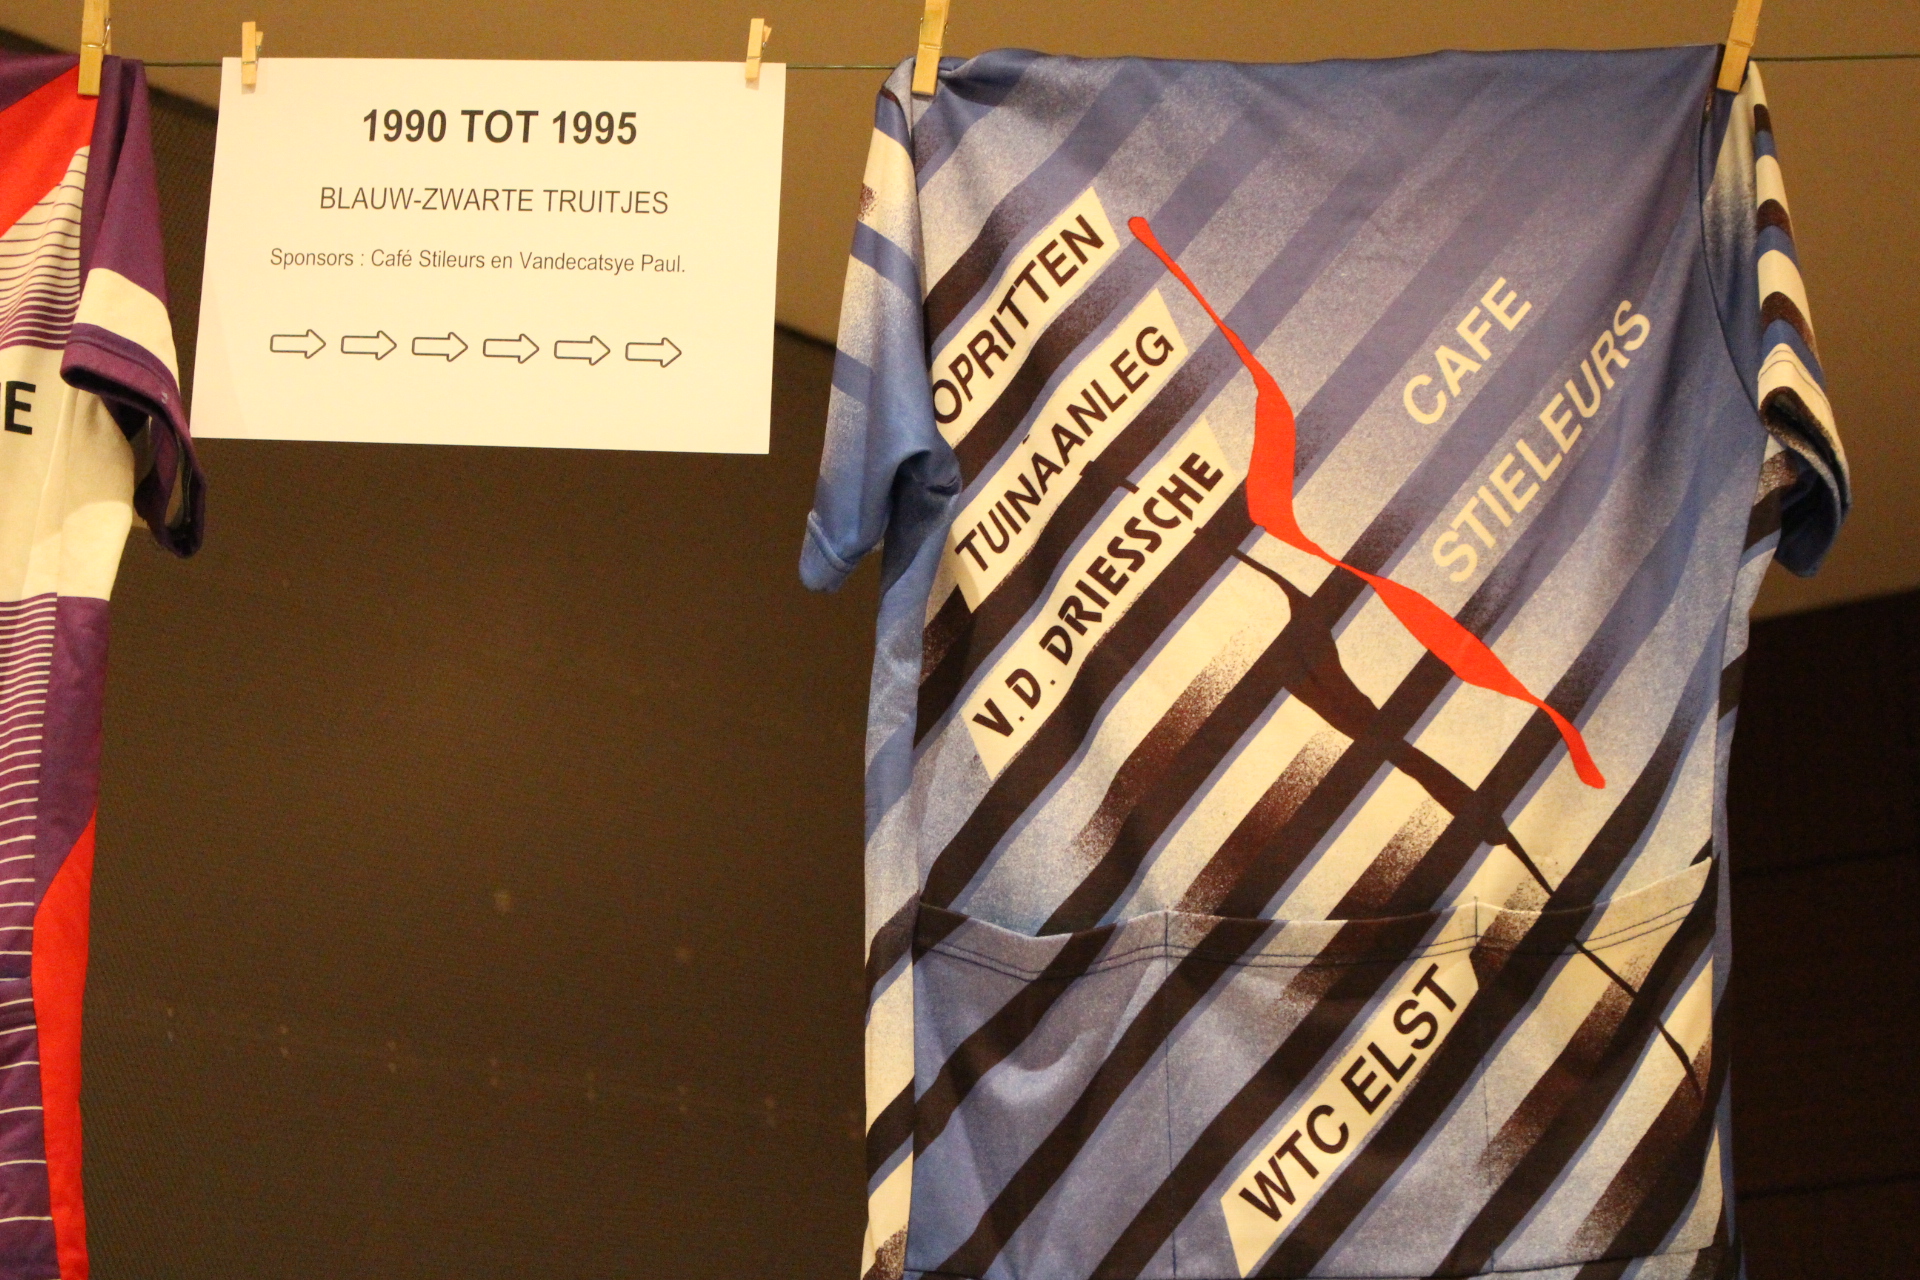 1990 TOT 1995
BLAUW-ZWARTE TRUITJES
Sponsors : Café Stileurs en Vandecatsye Paul.
E
OPRITTEN
TUINAANLEG
V.D. DRIESSCHE
CAFE
STIELEURS
WTC ELST